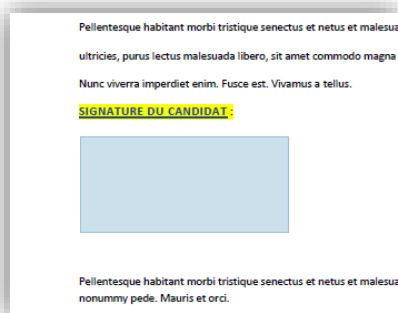 Pellentesque habitant morbi tristique senectus et netus et
ultricies, purus lectus malesuada libero, sit amet commodo magna
Nunc viverra imperdiet enim. Fusce est. Vivamus a tellus.
SIGNATURE DU CANDIDAT :
Pellentesque habitant morbi tristique senectus et netus et
nonummy pede. Mauris et orci.